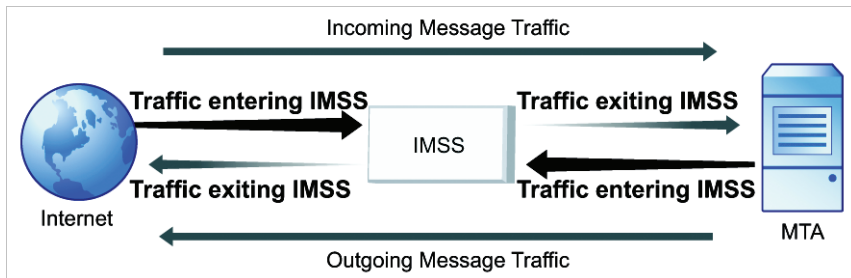 Incoming Message Traffic
Traffic entering IMSS
Traffic exiting IMSS
IMSS
Traffic exiting IMSS
Traffic entering IMSS
Internet
MTA
Outgoing Message Traffic